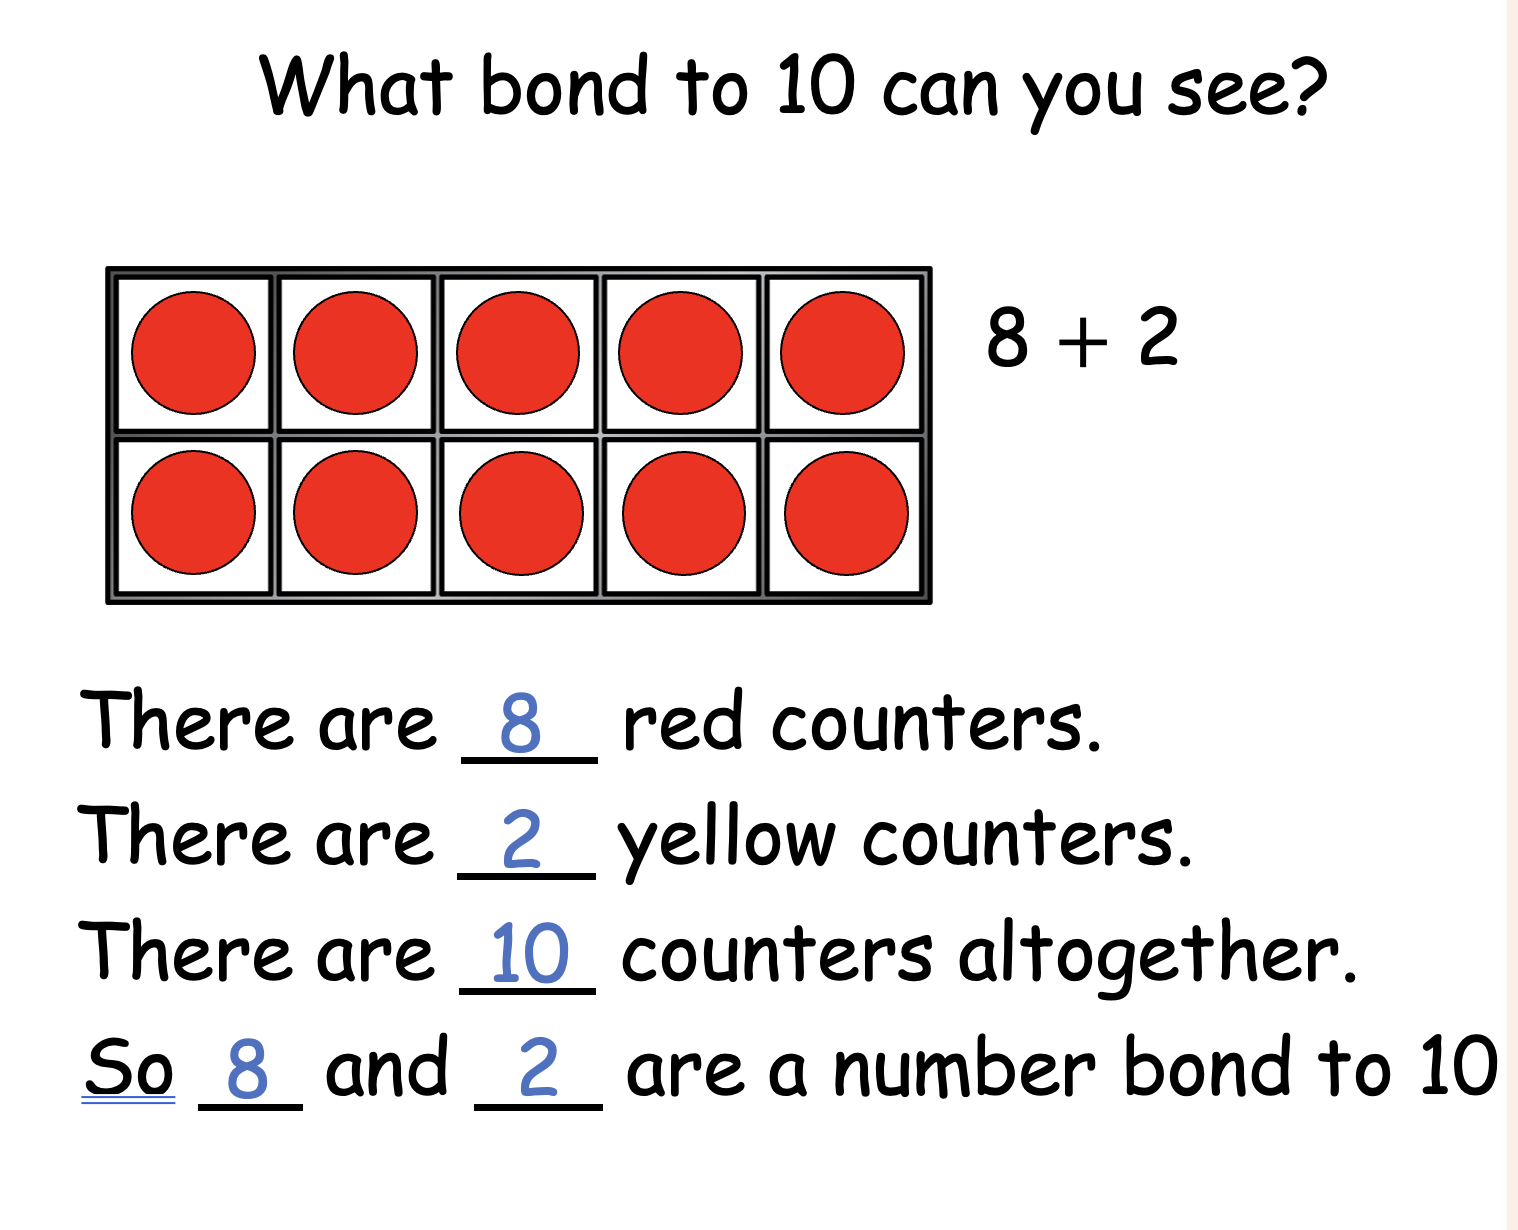 What bond to 10 can you see?
8 + 2
There are 8 red counters.
There are 2 yellow counters.
There are 10 counters altogether.
So 8 and 2 are a number bond to 10